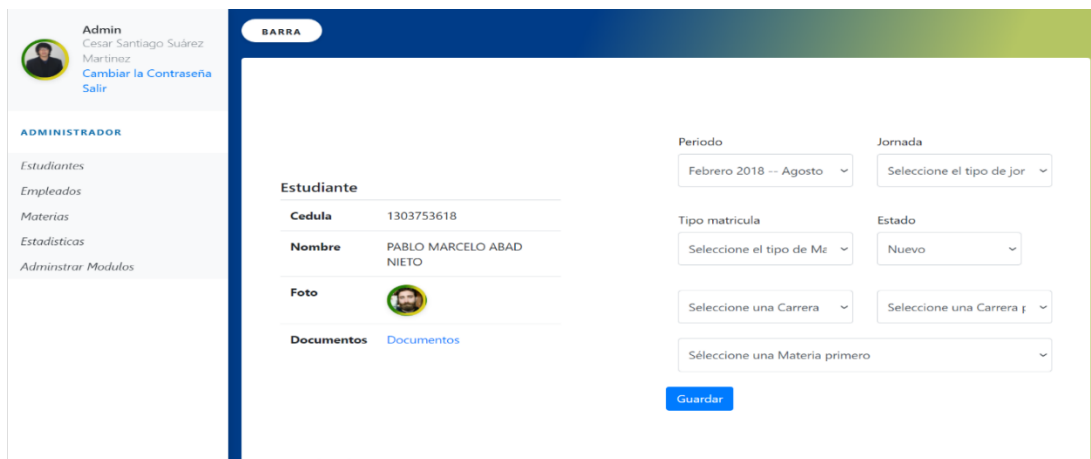 Admin
Cesar Santiago Suárez
Martinez
Cambiar la Contraseña
Salir
ADMINISTRADOR
Estudiantes
Empleados
Materias
Estadisticas
Adminstrar Modulos
BARRA
Estudiante
Cedula 1303753618
Nombre PABLO MARCELO ABAD
NIETO
Foto
Documentos Documentos
Periodo Jornada
Febrero 2018 -- Agosto Seleccione el tipo de jor
Tipo matricula Estado
Seleccione el tipo de Ma Nuevo
Seleccione una Carrera Seleccione una Carrera p
Séleccione una Materia primero
Guardar